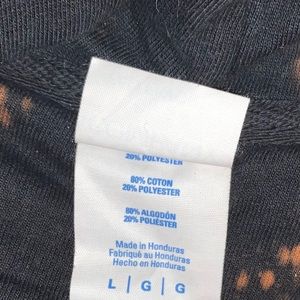 20% POLYESTER
80% COTON
20% POLYESTER
80% ALGODÓN
20% POLIÉSTER
Made in Honduras
Fabriqué au Honduras
Hecho en Honduras
L | G | G